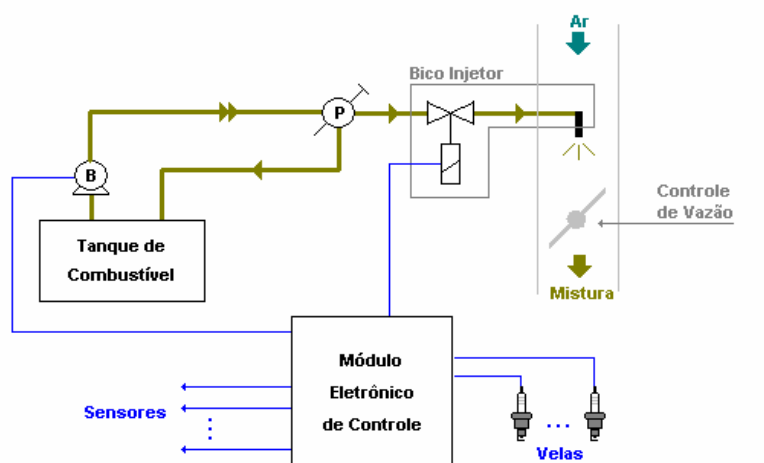 Ar
Bico Injetor
P
B
Controle
de Vazão
Tanque de
Combustível
Mistura
Módulo
Eletrônico
de Controle
Sensores
Velas